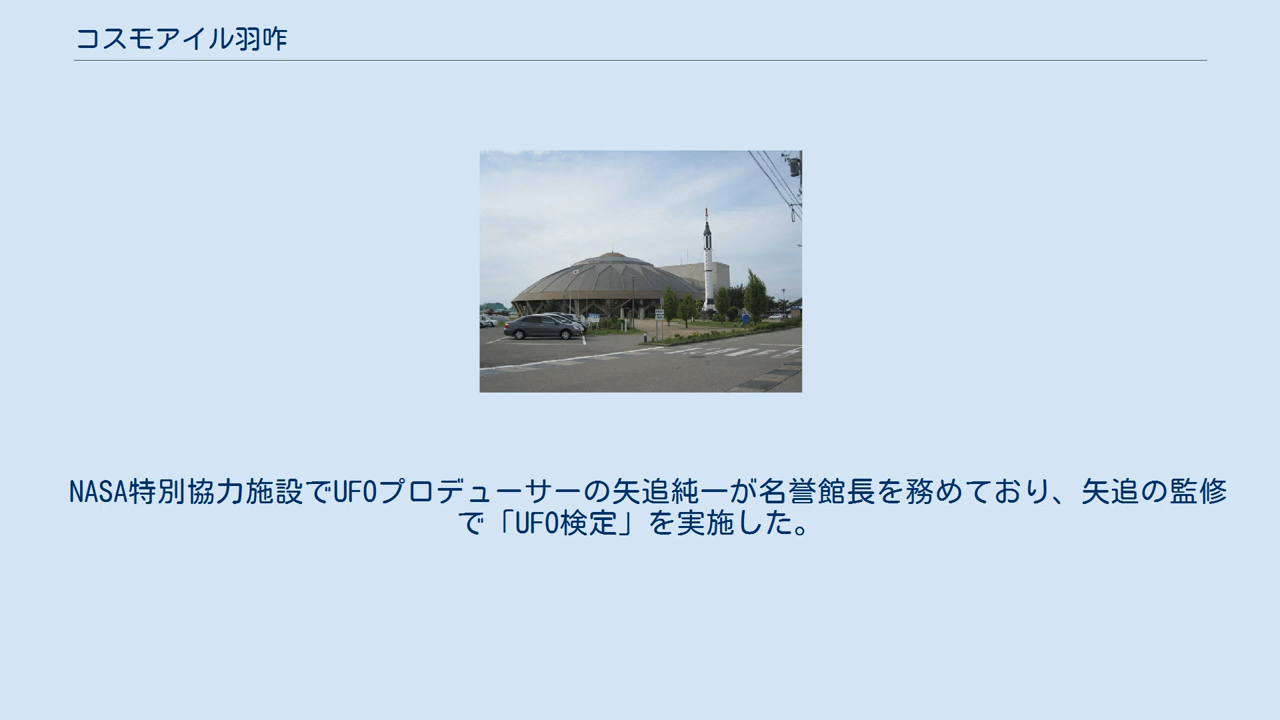 コスモアイル羽咋
NASA特別協力施設でUFOプロデューサーの矢追純一が名誉館長を務めており、矢追の監修
で「UFO検定」を実施した。